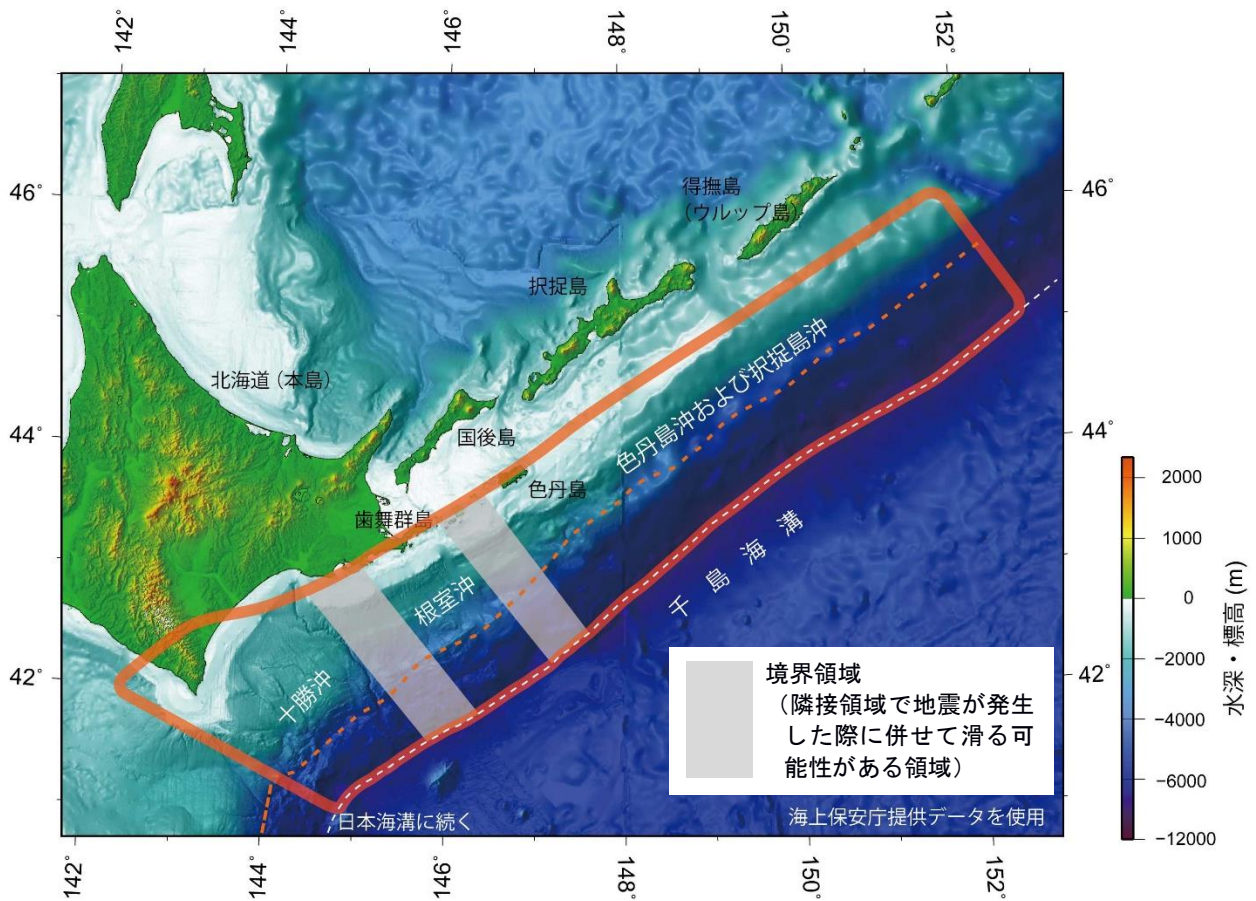 142°
144°
146°
148°
150°
152°
46°
46°
得撫島
(ウルップ島)
択捉島
北海道(本島)
44°
44°
国後島
色丹島
色丹島沖および択捉島沖
歯舞群島
根室沖
千島海溝
十勝沖
42°
42°
境界領域
(隣接領域で地震が発生
した際に併せて滑る可
能性がある領域)
日本海溝に続く
海上保安庁提供データを使用
142°
144°
146°
148°
150°
152°
2000
0
−2000
−4000
−6000
−12000
水深・標高 (m)